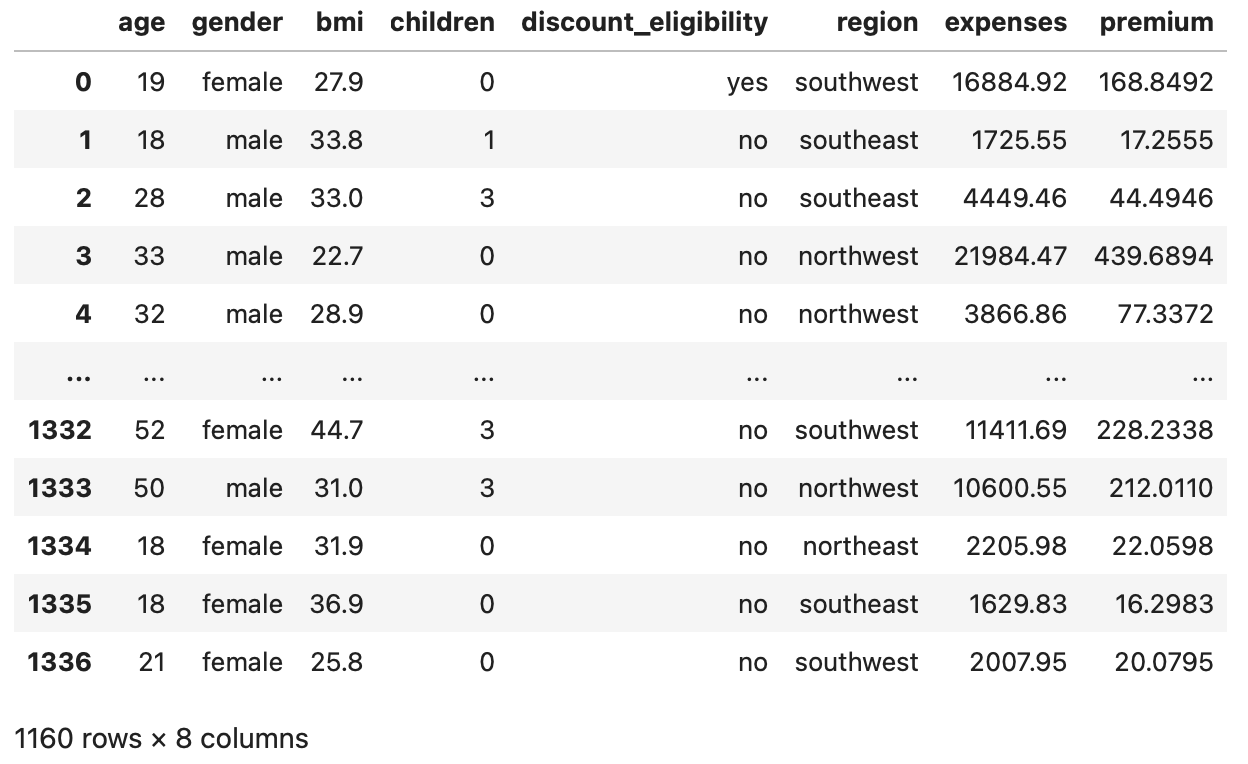 age gender bmi children discount_eligibility region expenses premium
0 19 female 27.9 0 yes southwest 16884.92 168.8492
1 18 male 33.8 1 no southeast 1725.55 17.2555
2 28 male 33.0 3 no southeast 4449.46 44.4946
3 33 male 22.7 0 no northwest 21984.47 439.6894
4 32 male 28.9 0 no northwest 3866.86 77.3372
... ... ... ... ... ... ... ... ...
1332 52 female 44.7 3 no southwest 11411.69 228.2338
1333 50 male 31.0 3 no northwest 10600.55 212.0110
1334 18 female 31.9 0 no northeast 2205.98 22.0598
1335 18 female 36.9 0 no southeast 1629.83 16.2983
1336 21 female 25.8 0 no southwest 2007.95 20.0795
1160 rows × 8 columns